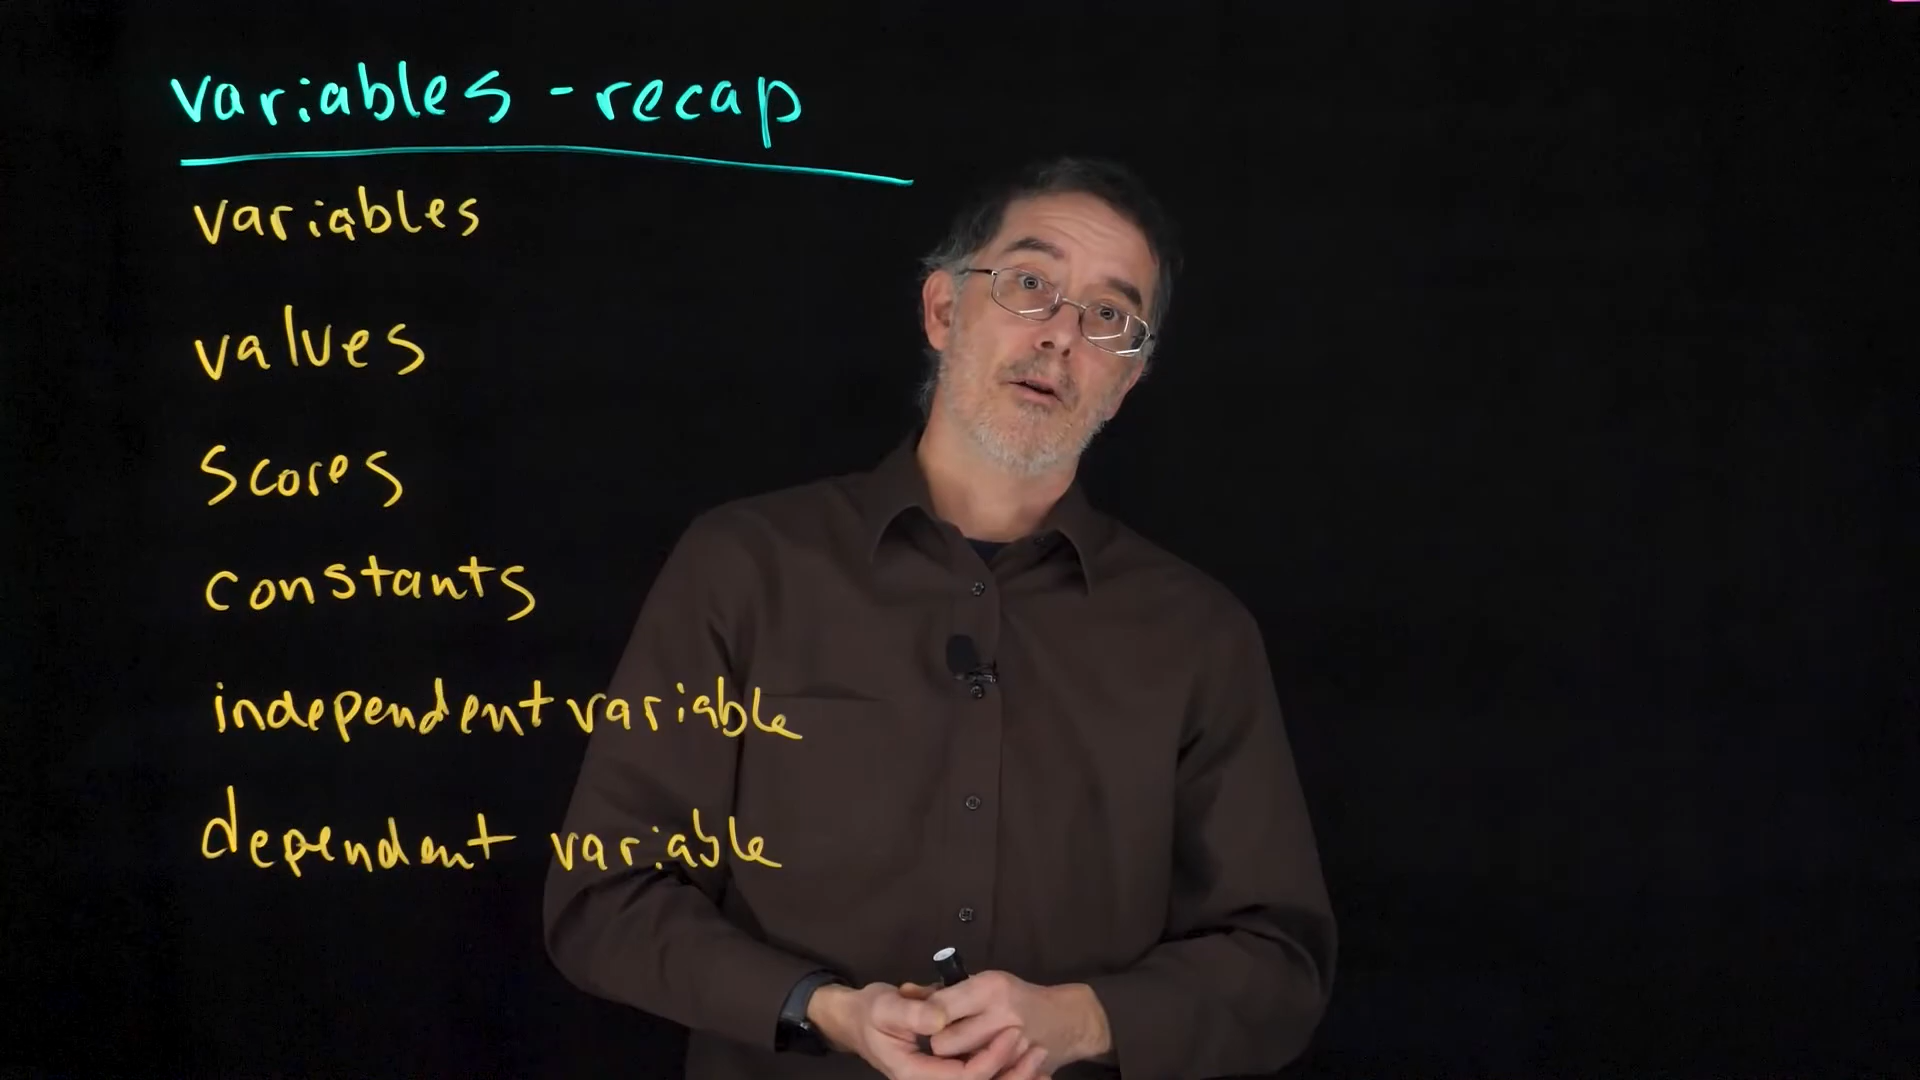 variables - recap
variables
values
scores
constants
independent variable
dependent variable